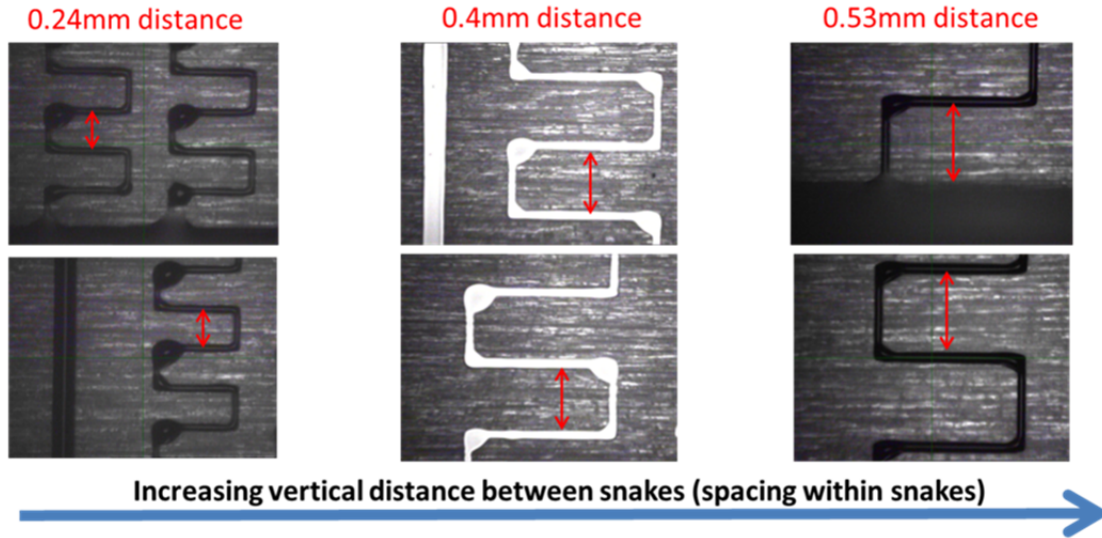 0.24mm distance
0.4mm distance
0.53mm distance
Increasing vertical distance between snakes (spacing within snakes)